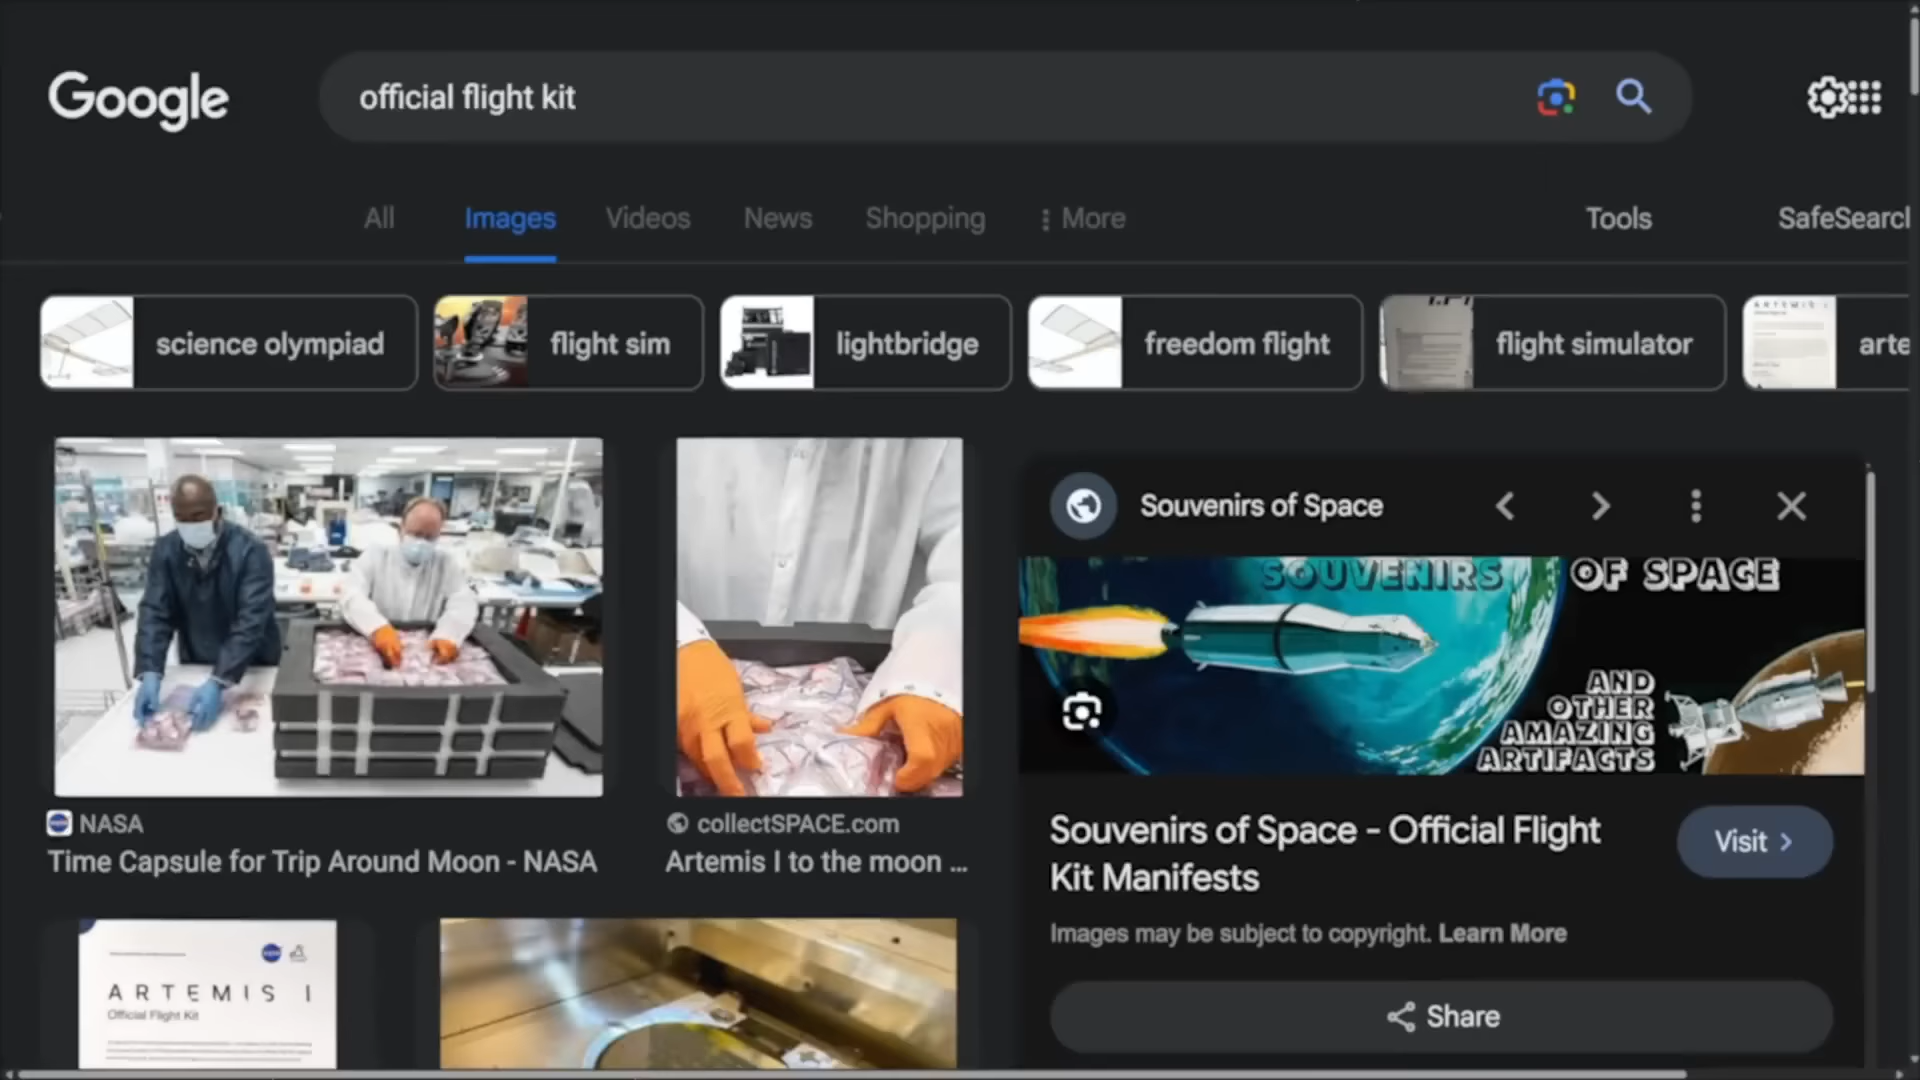 Google
official flight kit
All
Images
Videos
News
Shopping
More
Tools
SafeSearc
science olympiad
flight sim
lightbridge
freedom flight
flight simulator
arte
Souvenirs of Space
SOUVENIRS OF SPACE
AND
OTHER
AMAZING
ARTIFACTS
NASA
Time Capsule for Trip Around Moon - NASA
collectSPACE.com
Artemis I to the moon ...
Souvenirs of Space - Official Flight
Kit Manifests
Visit
Images may be subject to copyright. Learn More
ARTEMIS I
Official Flight Kit
Share